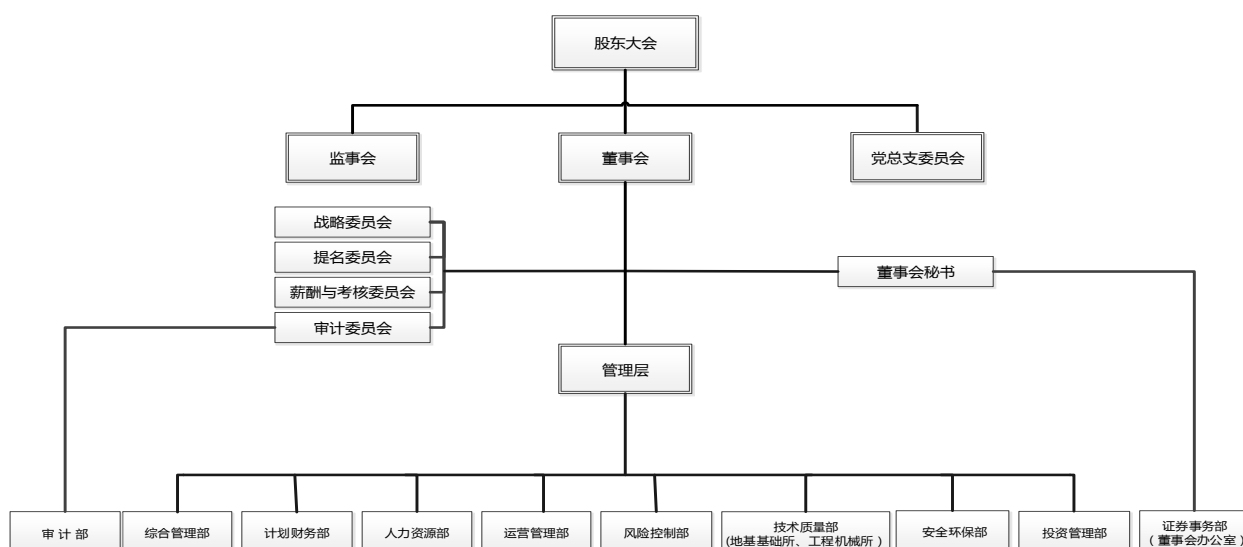 股东大会
监事会
董事会
党总支委员会
战略委员会
提名委员会
薪酬与考核委员会
审计委员会
董事会秘书
管理层
审计部
综合管理部
计划财务部
人力资源部
运营管理部
风险控制部
技术质量部
(地基基础所、工程机械所)
安全环保部
投资管理部
证券事务部
(董事会办公室)